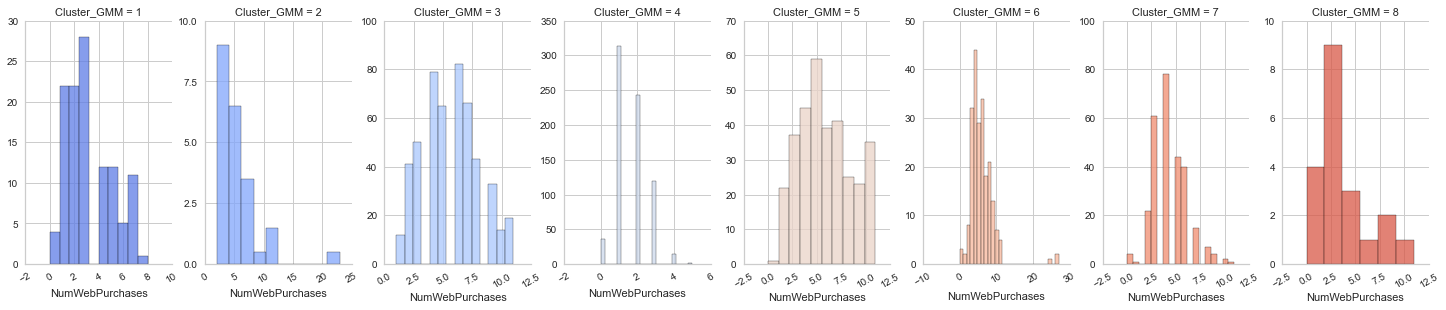 Cluster_GMM = 1 Cluster_GMM = 2 Cluster_GMM = 3 Cluster_GMM = 4 Cluster_GMM = 5 Cluster_GMM = 6 Cluster_GMM = 7 Cluster_GMM = 8
30 10.0 100 350 70 50 100 10
300 60
25 8 80 40 80 8
7.5 250 50
20
60 200 30 60 6
40
15 5.0
150 30
40 20 40 4
10
100 20
2.5
5 20 50 10 10 20 2
0 0.0 0 0 0 0 0 0
−2 0 2 4 6 8 10 0 5 10 15 20 25 0.0 2.5 5.0 7.5 10.0 12.5 −2 0 2 4 6 −2.5 0.0 2.5 5.0 7.5 10.0 12.5 −10 0 10 20 30 −2.5 0.0 2.5 5.0 7.5 10.0 12.5 −2.5 0.0 2.5 5.0 7.5 10.0 12.5
NumWebPurchases NumWebPurchases NumWebPurchases NumWebPurchases NumWebPurchases NumWebPurchases NumWebPurchases NumWebPurchases